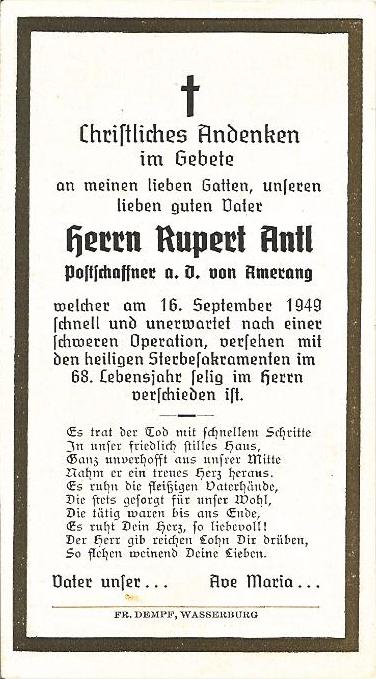 Christliches Andenken
im Gebete
an meinen lieben Gatten, unseren
lieben guten Vater
Herrn Rupert Antl
Postschaffner a. D. von Amerang
welcher am 16. September 1949
schnell und unerwartet nach einer
schweren Operation, versehen mit
den heiligen Sterbesakramenten im
68. Lebensjahr selig im Herrn
verschieden ist.
Es trat der Tod mit schnellem Schritte
In unser friedlich stilles Haus,
Ganz unverhofft aus unsrer Mitte
Nahm er ein treues Herz heraus.
Es ruhn die fleißigen Vaterhände,
Die stets gesorgt für unser Wohl,
Die tätig waren bis ans Ende,
Es ruht Dein Herz, so liebevoll!
Der Herr gib reichen Lohn Dir drüben,
So flehen weinend Deine Lieben.
Vater unser... Ave Maria...
FR. DEMPF, WASSERBURG